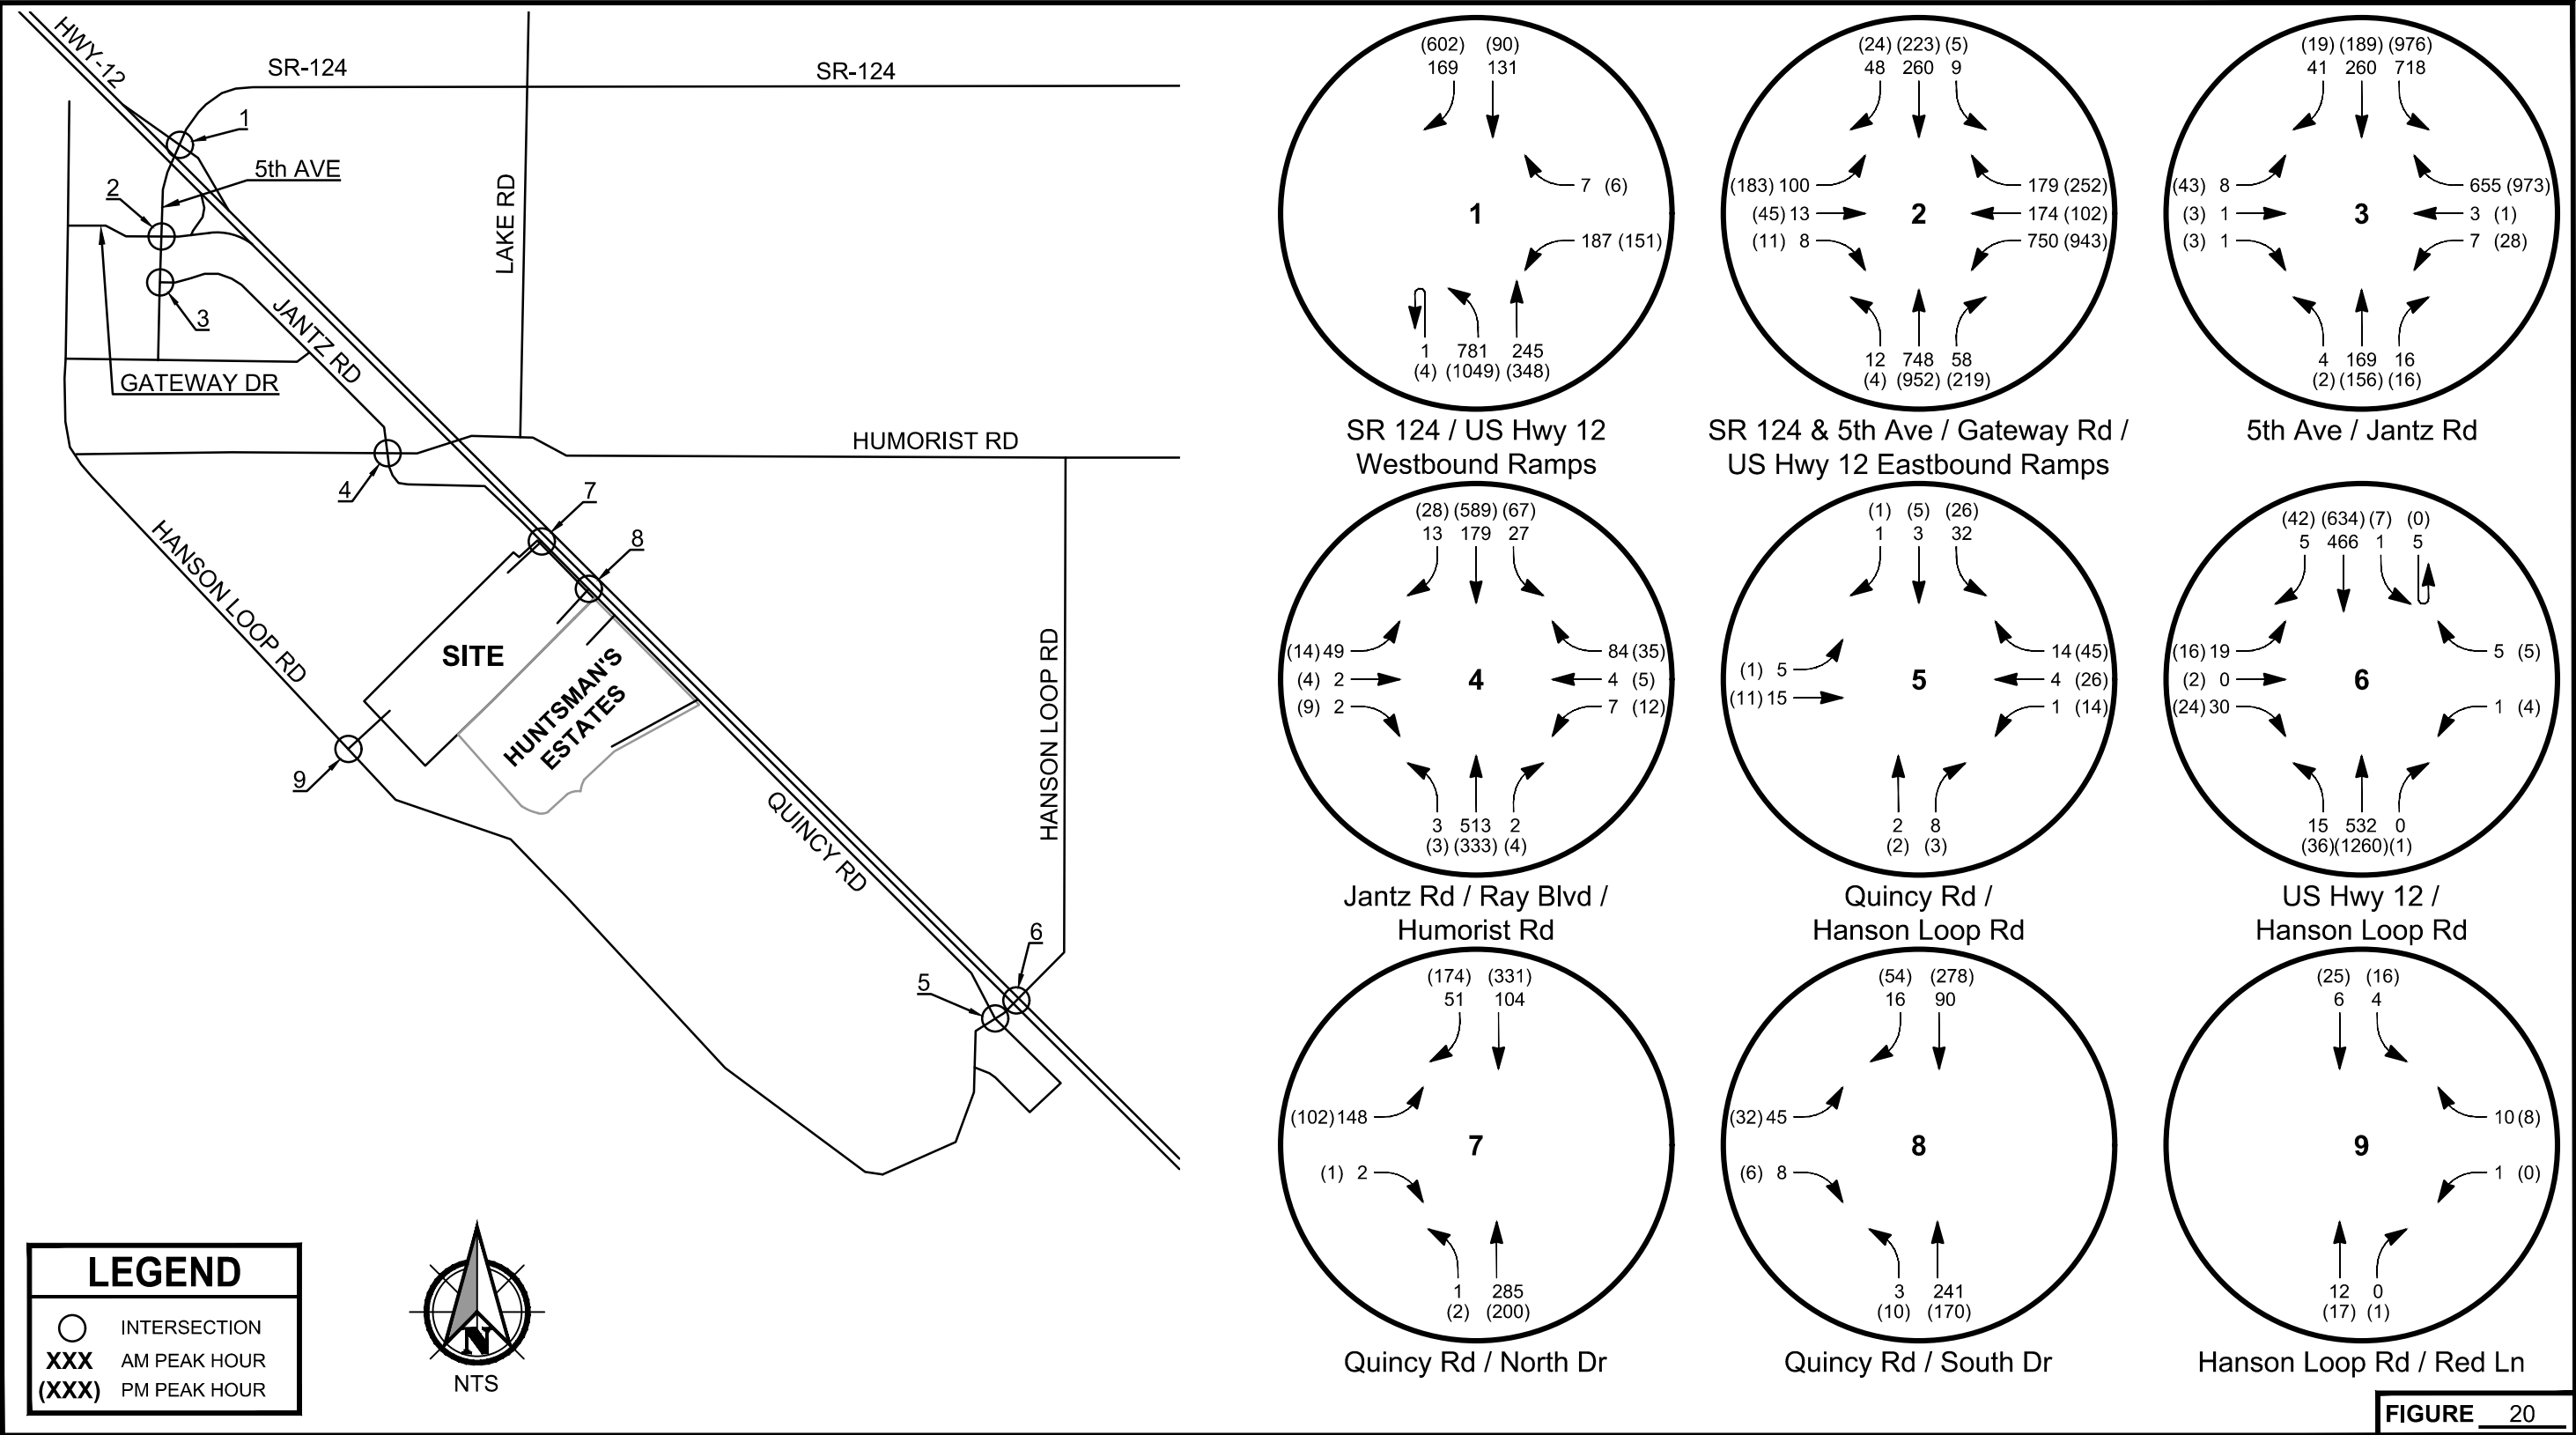 HWY-12
SR-124
SR-124
1
5th AVE
2
LAKE RD
3
JANTZ RD
GATEWAY DR
HUMORIST RD
4
7
8
HANSON LOOP RD
SITE
HUNTSMAN'S
ESTATES
HANSON LOOP RD
9
QUINCY RD
6
5
LEGEND
INTERSECTION
XXX AM PEAK HOUR
(XXX) PM PEAK HOUR
N
NTS
(602) (90)
169 131
7 (6)
1
187 (151)
1 781 245
(4) (1049) (348)
SR 124 / US Hwy 12
Westbound Ramps
(24) (223) (5)
48 260 9
(183) 100 179 (252)
(45) 13 2 174 (102)
(11) 8 750 (943)
12 748 58
(4) (952) (219)
SR 124 & 5th Ave / Gateway Rd /
US Hwy 12 Eastbound Ramps
(19) (189) (976)
41 260 718
(43) 8 655 (973)
(3) 1 3 3 (1)
(3) 1 7 (28)
4 169 16
(2) (156) (16)
5th Ave / Jantz Rd
(28) (589) (67)
13 179 27
(14) 49 84 (35)
(4) 2 4 4 (5)
(9) 2 7 (12)
3 513 2
(3) (333) (4)
Jantz Rd / Ray Blvd /
Humorist Rd
(1) (5) (26)
1 3 32
14 (45)
(1) 5 5 4 (26)
(11) 15 1 (14)
2 8
(2) (3)
Quincy Rd /
Hanson Loop Rd
(42) (634) (7) (0)
5 466 1 5
(16) 19 5 (5)
(2) 0 6
(24) 30 1 (4)
15 532 0
(36) (1260) (1)
US Hwy 12 /
Hanson Loop Rd
(174) (331)
51 104
(102) 148
7
(1) 2
1 285
(2) (200)
Quincy Rd / North Dr
(54) (278)
16 90
(32) 45
8
(6) 8
3 241
(10) (170)
Quincy Rd / South Dr
(25) (16)
6 4
10 (8)
9
1 (0)
12 0
(17) (1)
Hanson Loop Rd / Red Ln
FIGURE 20